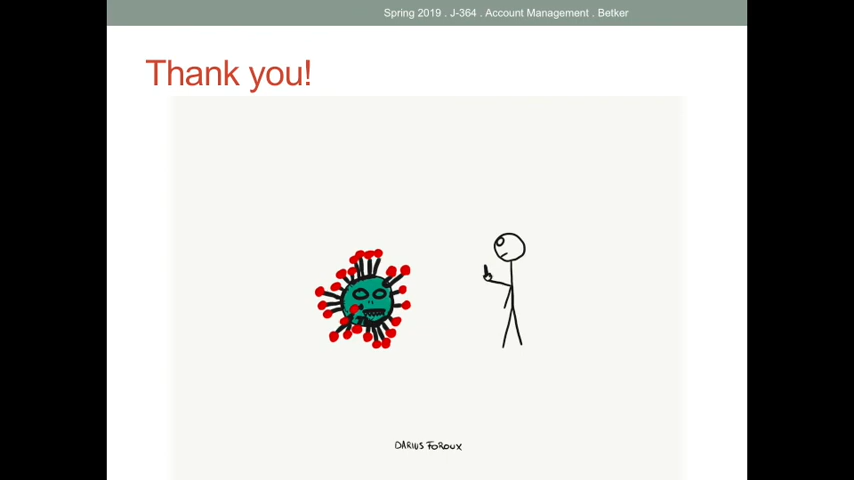 Spring 2019 . J-364 . Account Management . Betker
Thank you!
DARIUS FOROUX